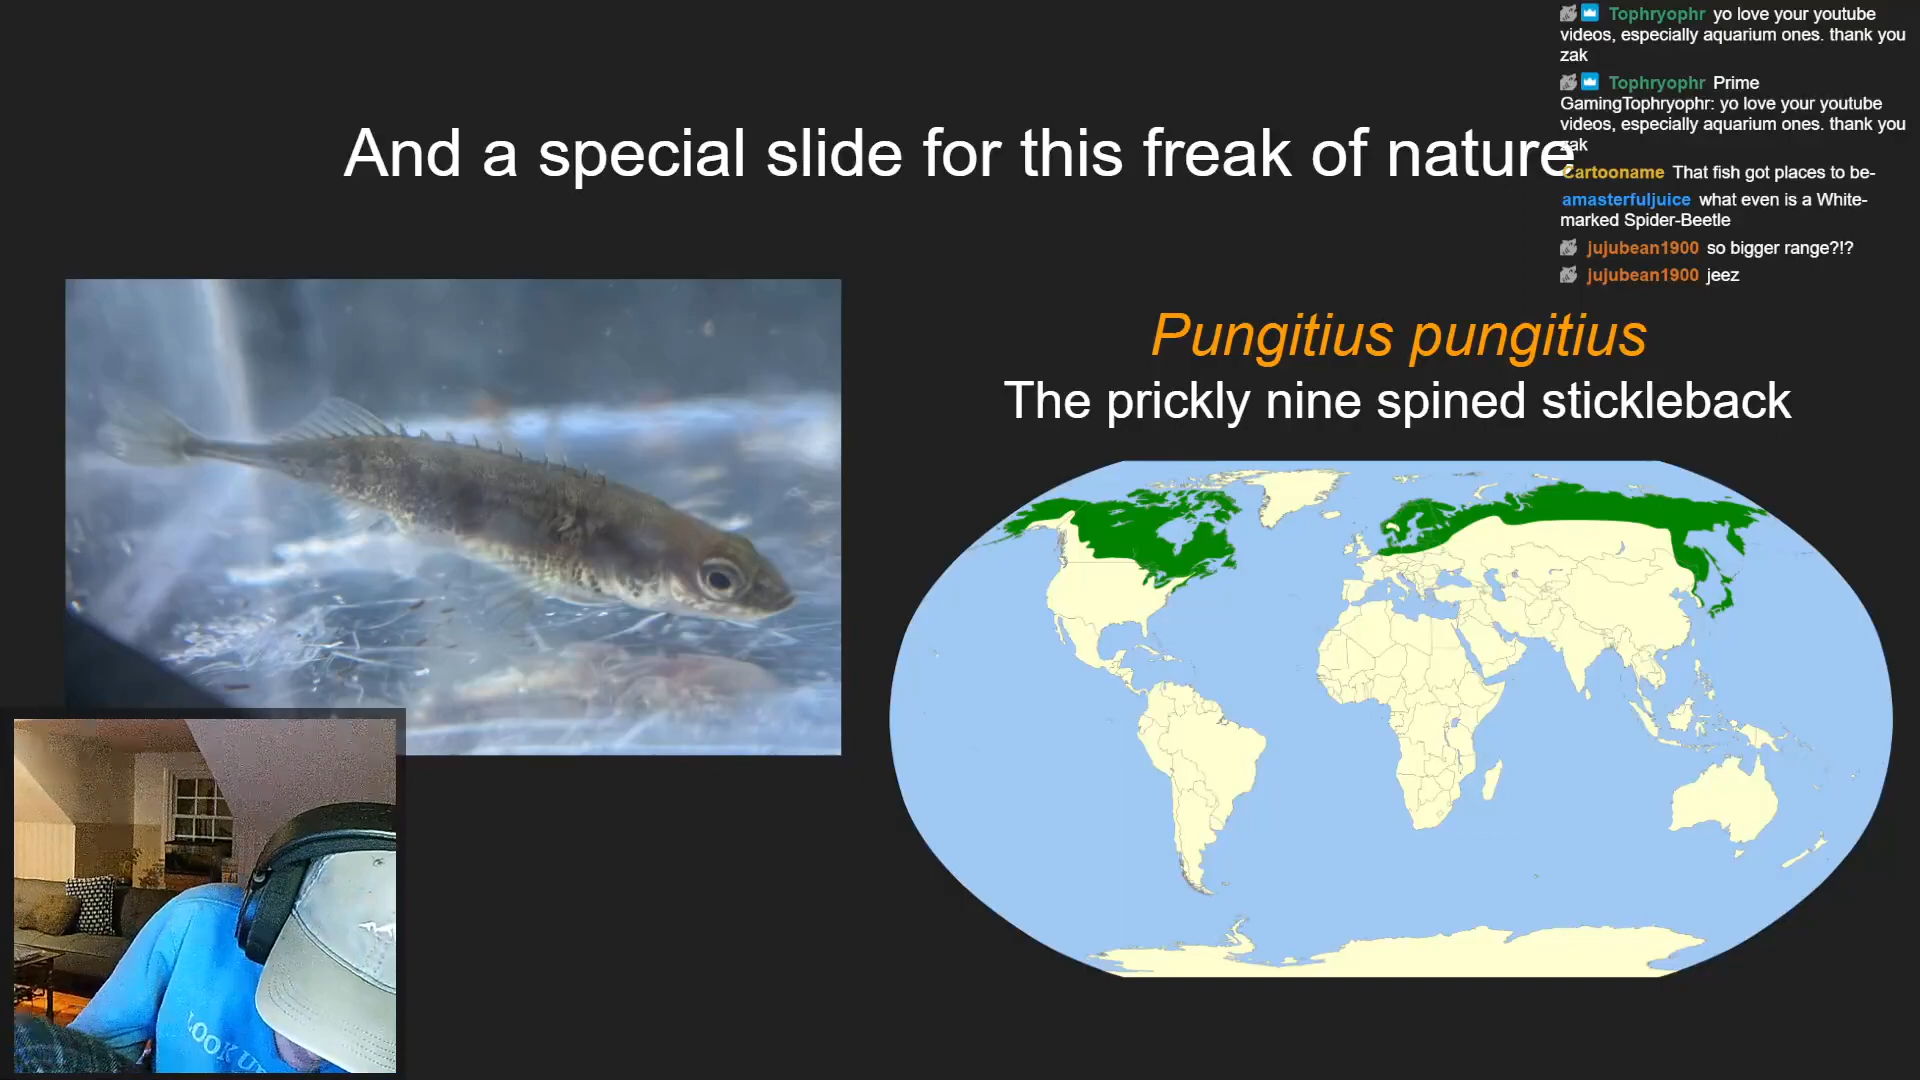 And a special slide for this freak of nature
Tophryophr yo love your youtube
videos, especially aquarium ones. thank you
zak
Tophryophr Prime
GamingTophryophr: yo love your youtube
videos, especially aquarium ones. thank you
zak
Cartooname That fish got places to be-
amasterfuljuice what even is a White-
marked Spider-Beetle
jujubean1900 so bigger range?!?
jujubean1900 jeez
Pungitius pungitius
The prickly nine spined stickleback
LOOK UP